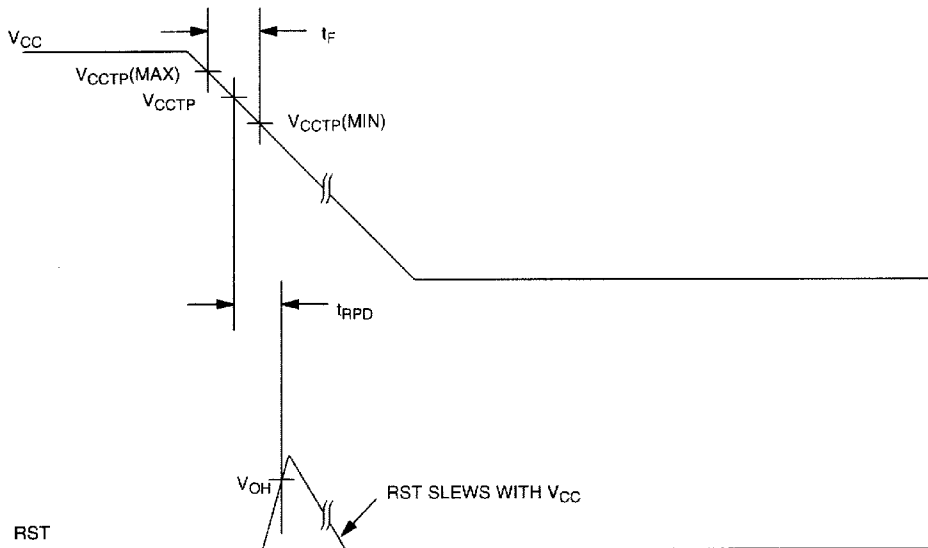 V_CC
t_F
V_CCTP(MAX)
V_CCTP
V_CCTP(MIN)
t_RPD
V_OH
RST SLEWS WITH V_CC
RST